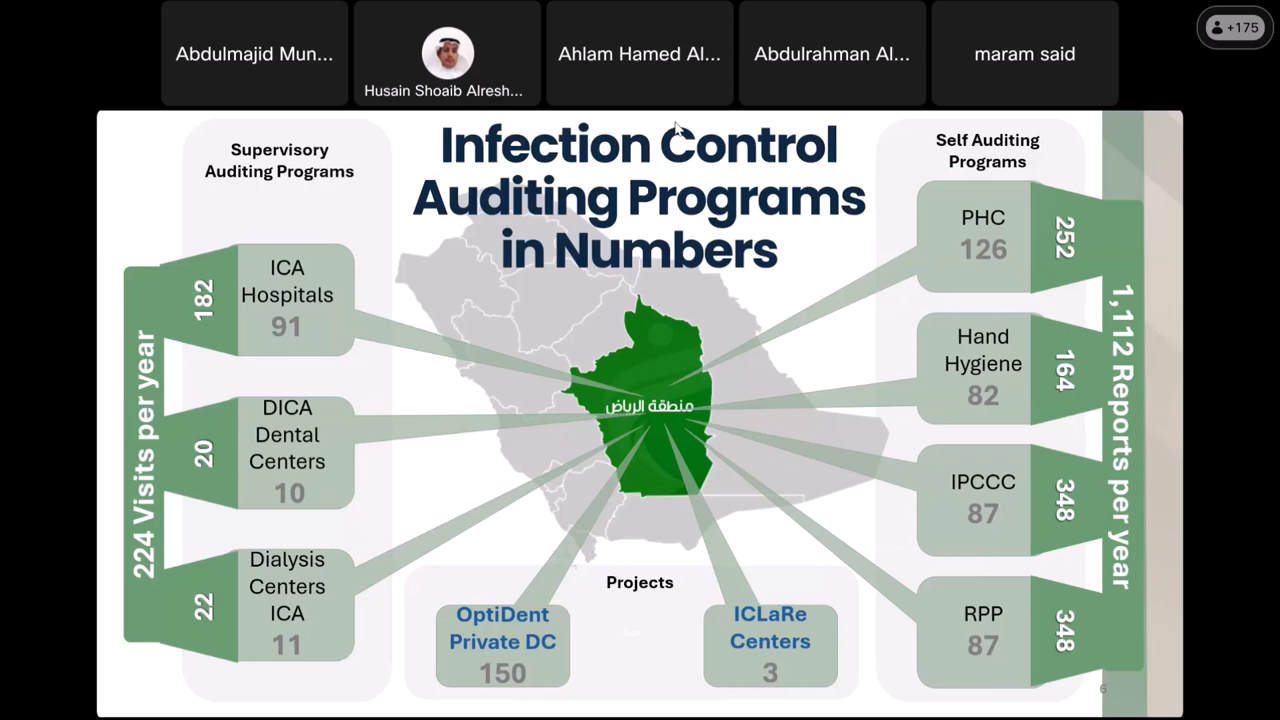 Abdulmajid Mun...
Husain Shoaib Alresh...
Ahlam Hamed Al...
Abdulrahman Al...
maram said
+175
Infection Control
Auditing Programs
in Numbers
Supervisory
Auditing Programs
224 Visits per year
182
ICA
Hospitals
91
20
DICA
Dental
Centers
10
22
Dialysis
Centers
ICA
11
منطقة الرياض
Projects
OptiDent
Private DC
150
ICLaRe
Centers
3
Self Auditing
Programs
PHC
126
252
Hand
Hygiene
82
164
IPCCC
87
348
RPP
87
348
1,112 Reports per year
6